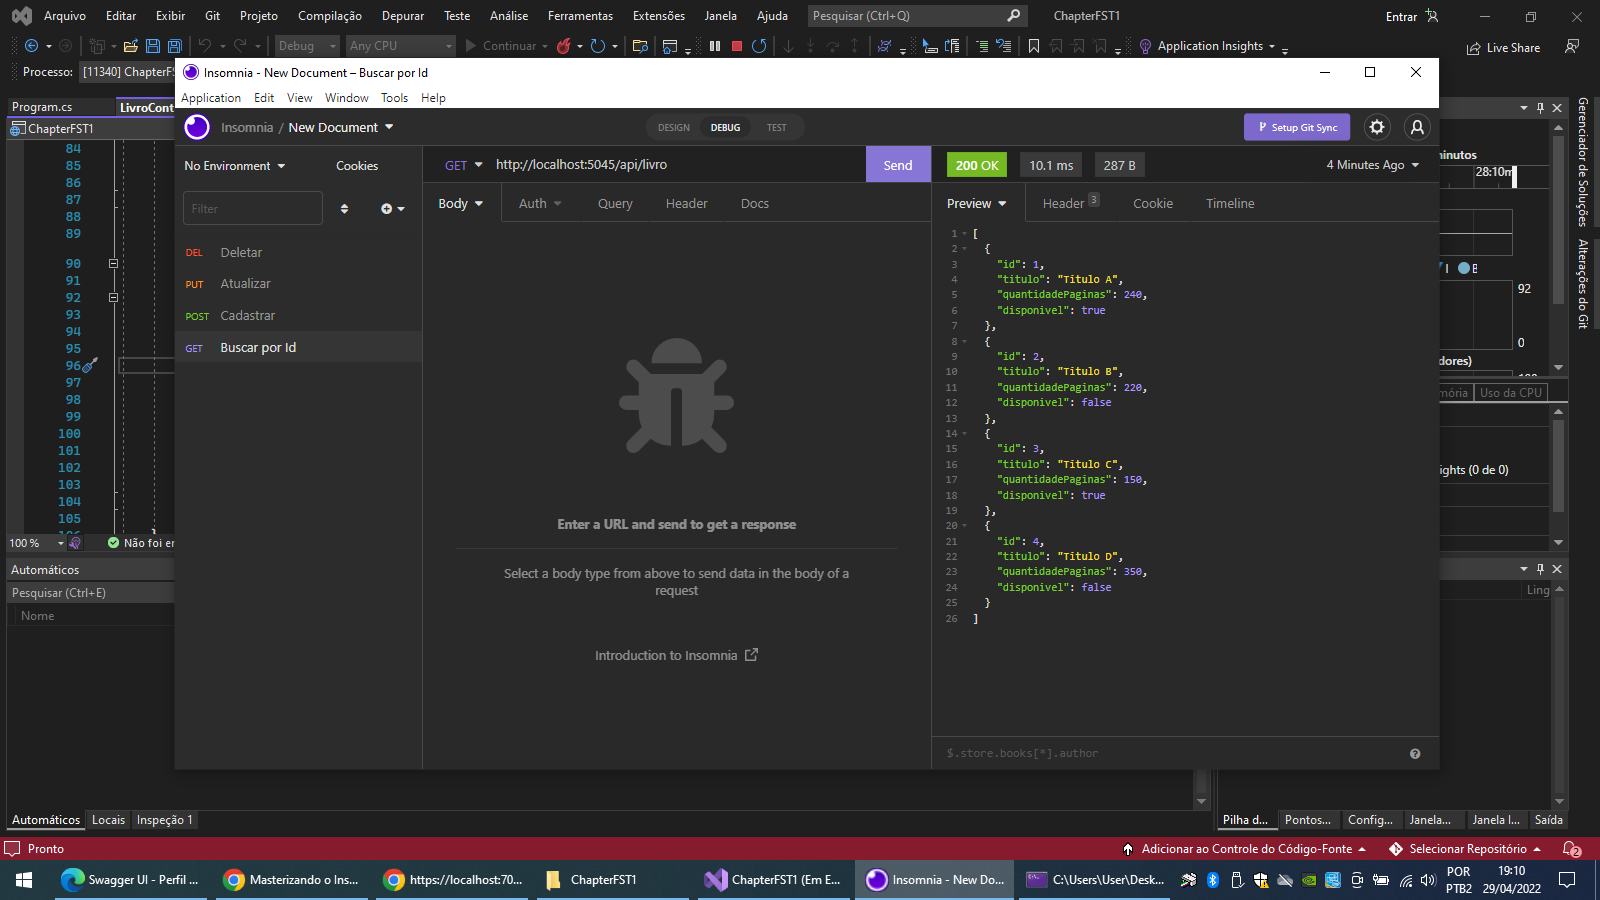 Arquivo Editar Exibir Git Projeto Compilação Depurar Teste Análise Ferramentas Extensões Janela Ajuda Pesquisar (Ctrl+Q) ChapterFST1 Entrar
Debug Any CPU Continuar Application Insights Live Share
Processo: [11340] ChapterFS
Insomnia - New Document – Buscar por Id
Application Edit View Window Tools Help
Program.cs LivroCont
ChapterFST1
Insomnia / New Document DESIGN DEBUG TEST Setup Git Sync
No Environment Cookies
GET http://localhost:5045/api/livro Send
200 OK 10.1 ms 287 B 4 Minutes Ago
Filter
Body Auth Query Header Docs
Preview Header 3 Cookie Timeline
DEL Deletar
PUT Atualizar
POST Cadastrar
GET Buscar por Id
Enter a URL and send to get a response
Select a body type from above to send data in the body of a
request
Introduction to Insomnia
1 [
2 {
3 "id": 1,
4 "titulo": "Titulo A",
5 "quantidadePaginas": 240,
6 "disponivel": true
7 },
8 {
9 "id": 2,
10 "titulo": "Titulo B",
11 "quantidadePaginas": 220,
12 "disponivel": false
13 },
14 {
15 "id": 3,
16 "titulo": "Titulo C",
17 "quantidadePaginas": 150,
18 "disponivel": true
19 },
20 {
21 "id": 4,
22 "titulo": "Titulo D",
23 "quantidadePaginas": 350,
24 "disponivel": false
25 }
26 ]
$.store.books[*].author
84
85
86
87
88
89
90
91
92
93
94
95
96
97
98
99
100
101
102
103
104
105
100 % Não foi en
Automáticos
Pesquisar (Ctrl+E)
Nome
inutos
28:10m
92
0
dores)
mória Uso da CPU
ights (0 de 0)
Ling
Gerenciador de Soluções
Alterações do Git
Automáticos Locais Inspeção 1
Pilha d... Pontos... Config... Janela... Janela I... Saída
Pronto Adicionar ao Controle do Código-Fonte Selecionar Repositório 2
Swagger UI - Perfil ... Masterizando o Ins... https://localhost:70... ChapterFST1 ChapterFST1 (Em E... Insomnia - New Do... C:\Users\User\Desk...
POR
PTB2
19:10
29/04/2022